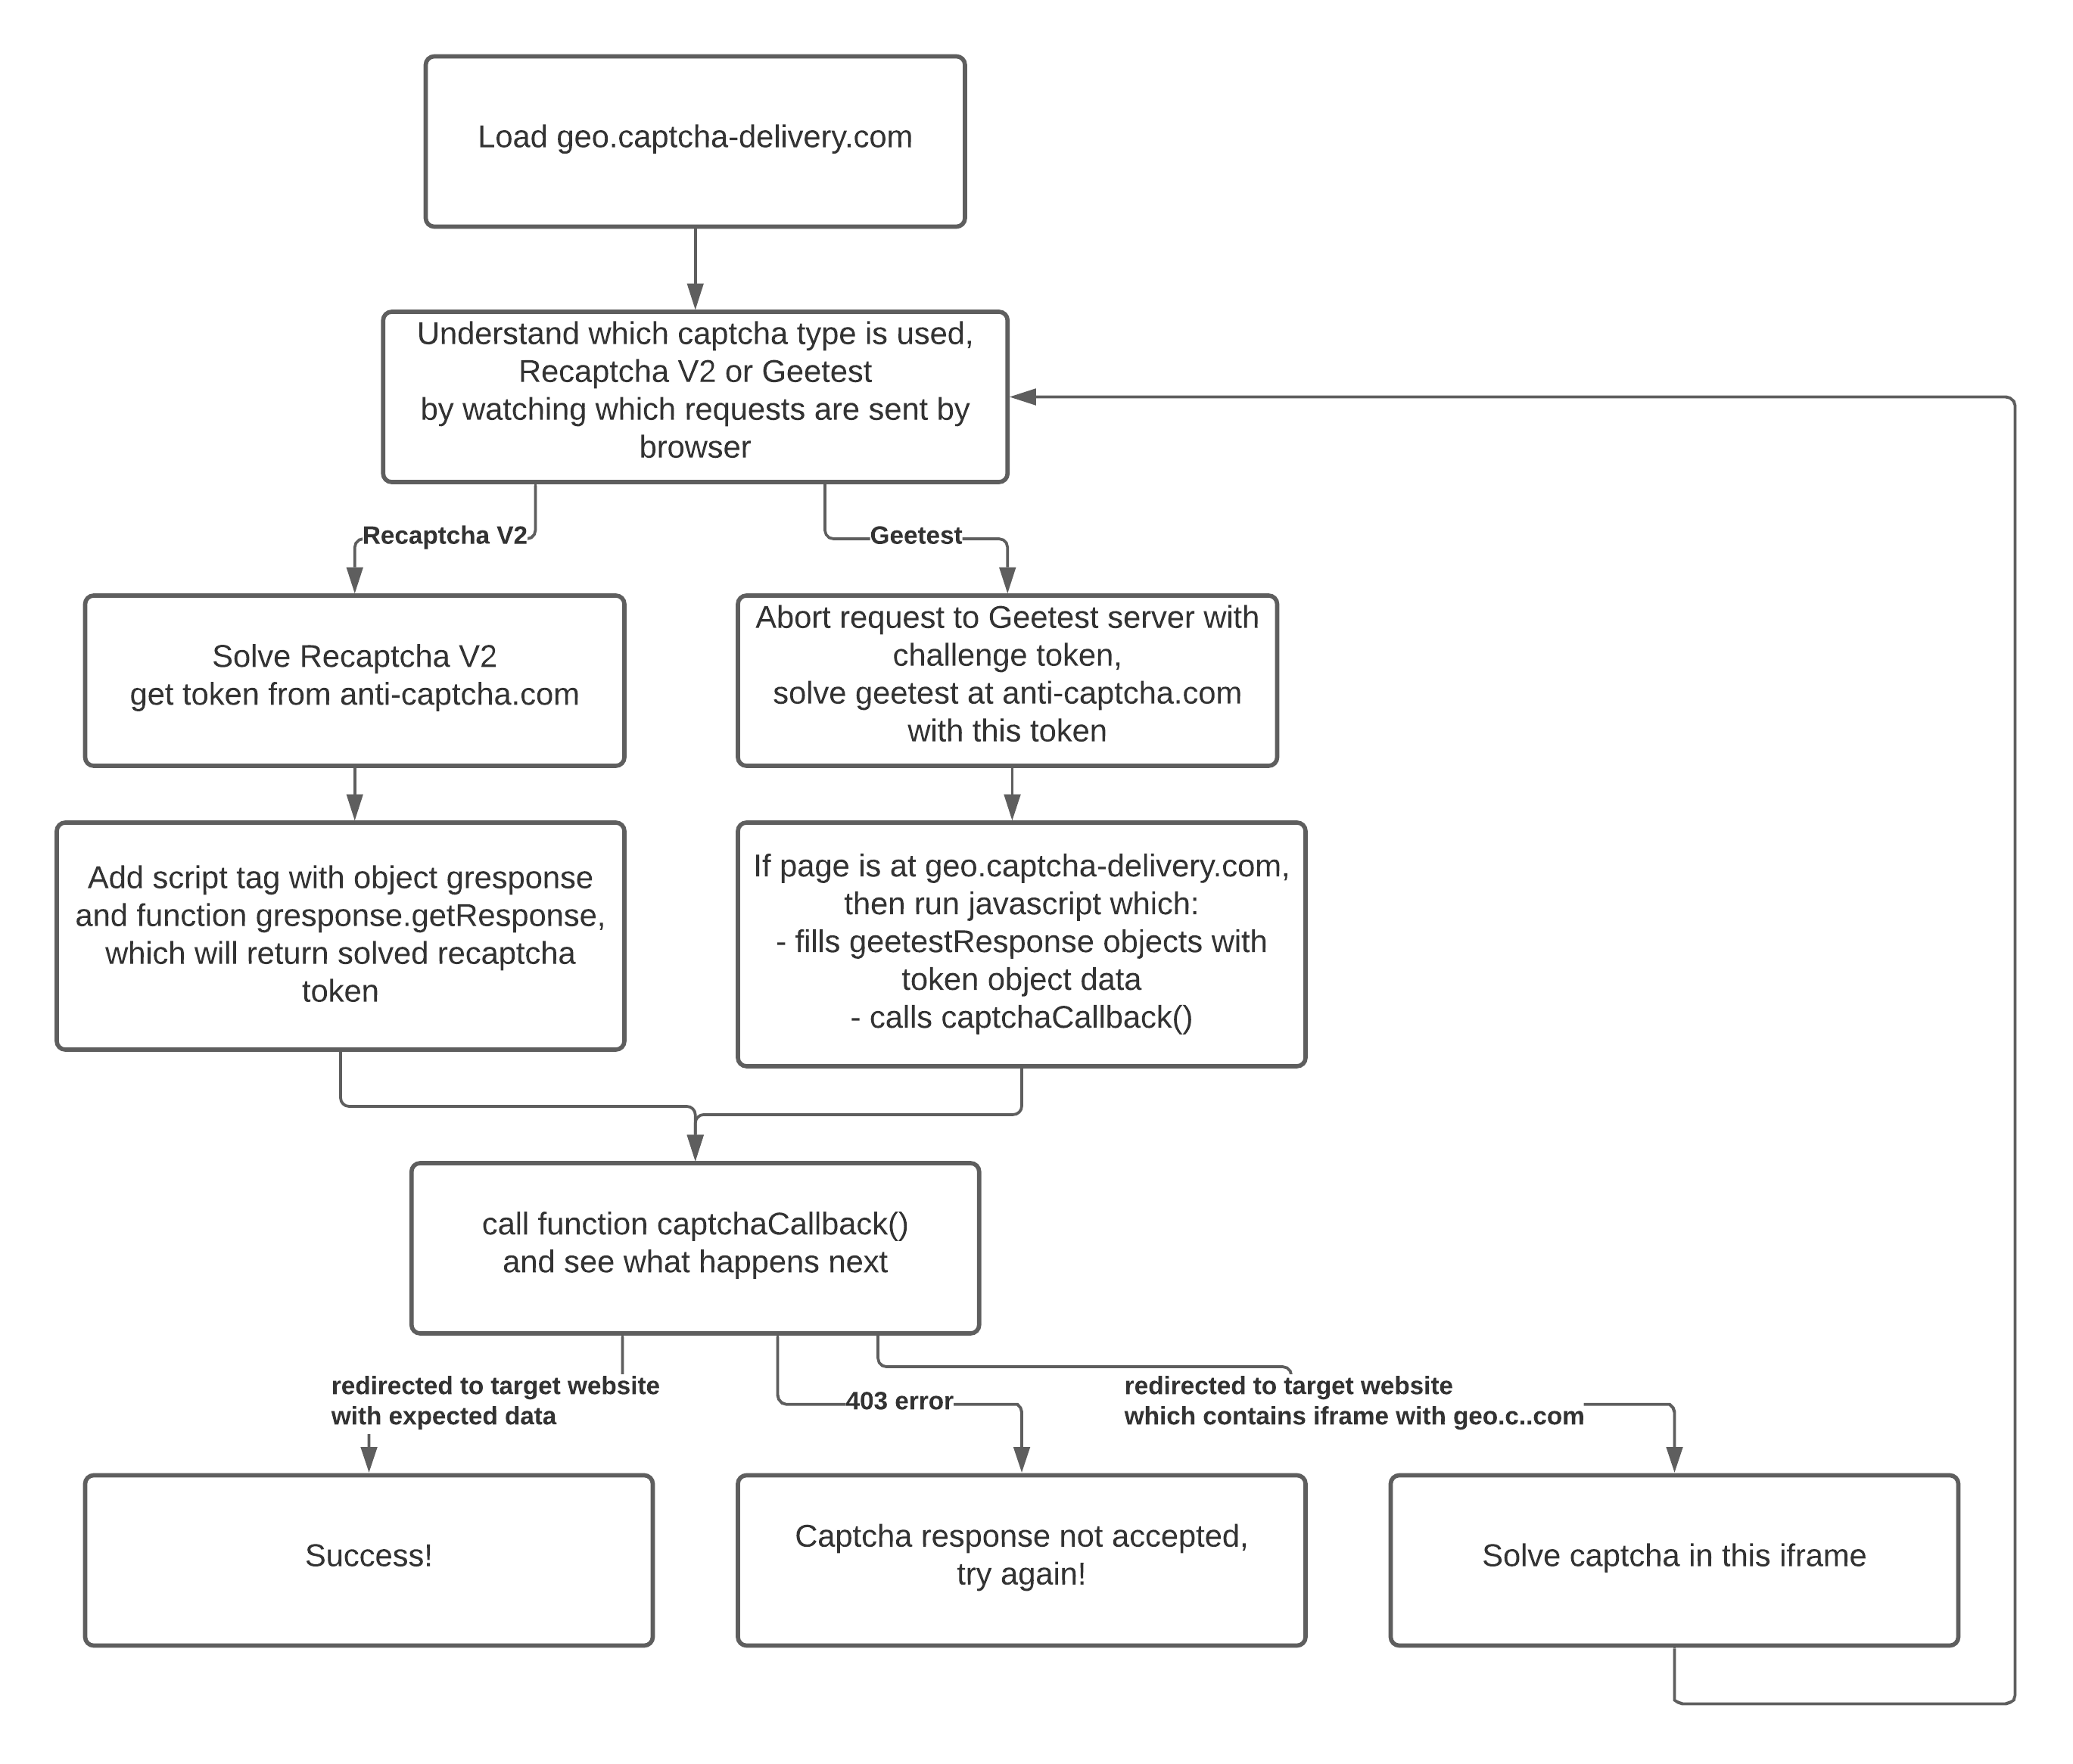 Load geo.captcha-delivery.com
Understand which captcha type is used,
Recaptcha V2 or Geetest
by watching which requests are sent by
browser
Recaptcha V2
Geetest
Solve Recaptcha V2
get token from anti-captcha.com
Abort request to Geetest server with
challenge token,
solve geetest at anti-captcha.com
with this token
Add script tag with object gresponse
and function gresponse.getResponse,
which will return solved recaptcha
token
If page is at geo.captcha-delivery.com,
then run javascript which:
- fills geetestResponse objects with
token object data
- calls captchaCallback()
call function captchaCallback()
and see what happens next
redirected to target website
with expected data
403 error
redirected to target website
which contains iframe with geo.c..com
Success!
Captcha response not accepted,
try again!
Solve captcha in this iframe